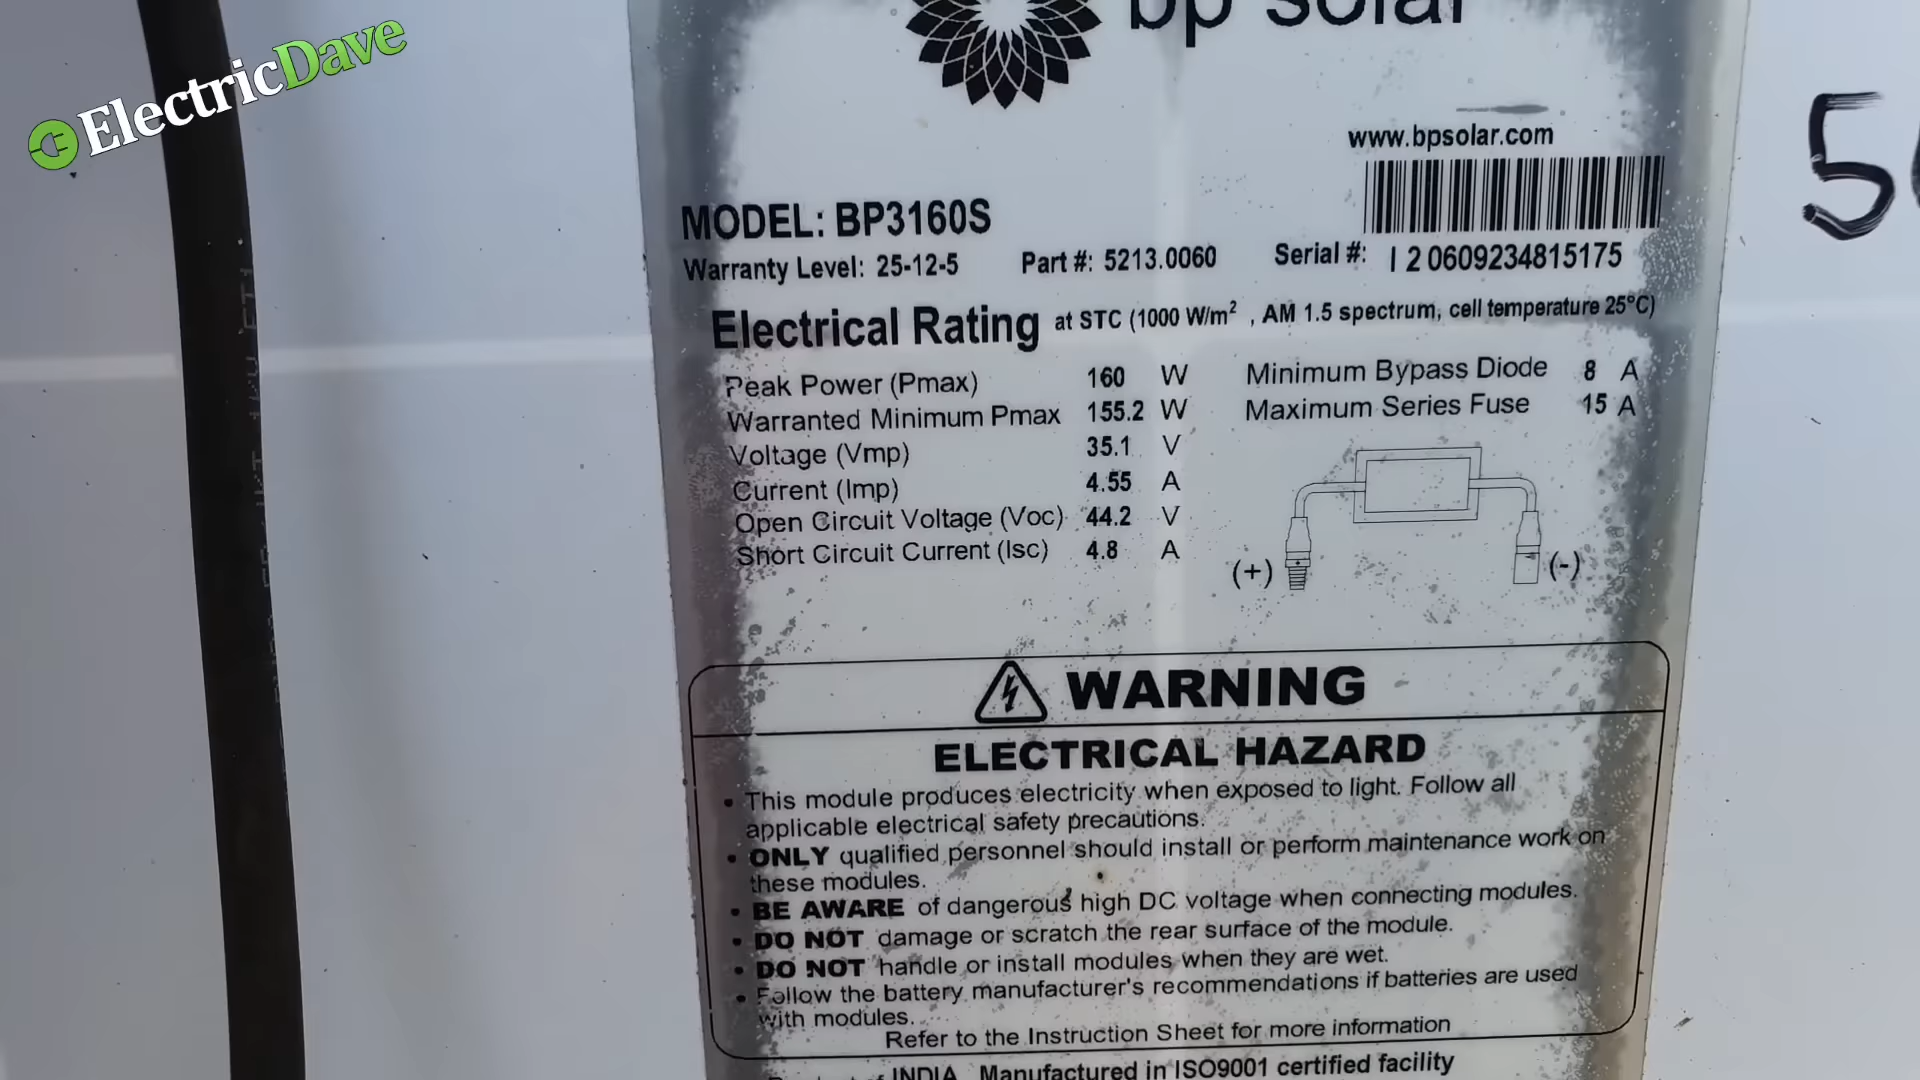 ElectricDave
bp solar
www.bpsolar.com
5
MODEL: BP3160S
Warranty Level: 25-12-5 Part #: 5213.0060 Serial #: I 2 0609234815175
Electrical Rating at STC (1000 W/m², AM 1.5 spectrum, cell temperature 25°C)
Peak Power (Pmax) 160 W Minimum Bypass Diode 8 A
Warranted Minimum Pmax 155.2 W Maximum Series Fuse 15 A
Voltage (Vmp) 35.1 V
Current (Imp) 4.55 A
Open Circuit Voltage (Voc) 44.2 V
Short Circuit Current (Isc) 4.8 A
(+) (-)
WARNING
ELECTRICAL HAZARD
• This module produces electricity when exposed to light. Follow all
applicable electrical safety precautions.
• ONLY qualified personnel should install or perform maintenance work on
these modules.
• BE AWARE of dangerous high DC voltage when connecting modules.
• DO NOT damage or scratch the rear surface of the module.
• DO NOT handle or install modules when they are wet.
• Follow the battery manufacturer's recommendations if batteries are used
with modules.
Refer to the Instruction Sheet for more information
INDIA Manufactured in ISO9001 certified facility